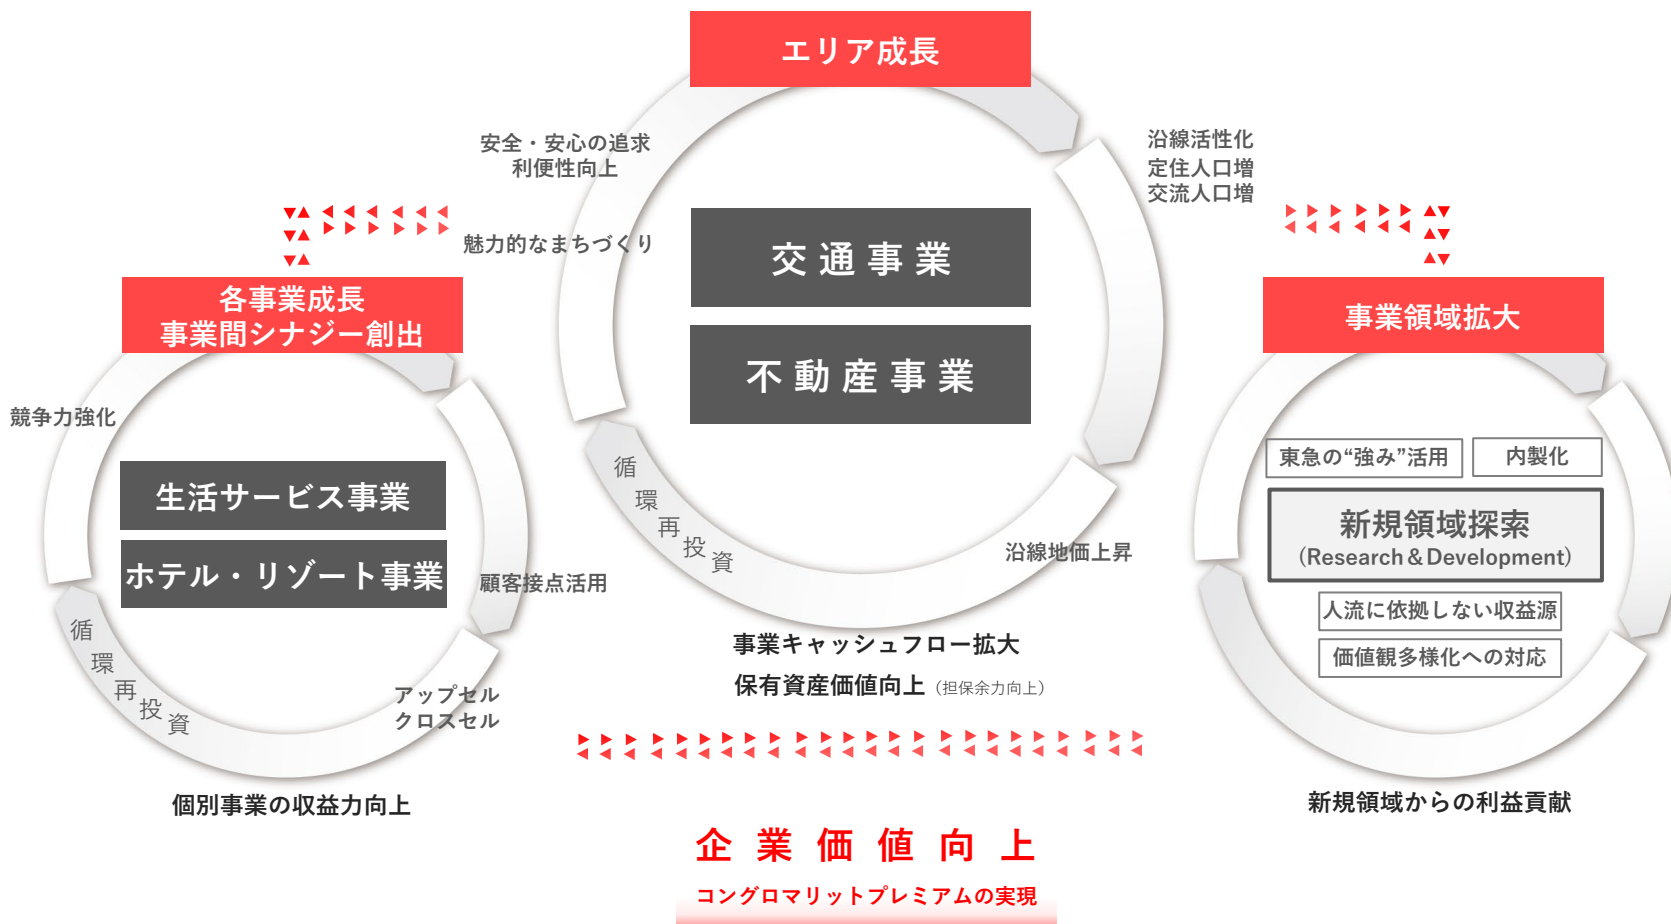 エリア成長
安全・安心の追求
利便性向上
魅力的なまちづくり
沿線活性化
定住人口増
交流人口増
交通事業
不動産事業
循環再投資
沿線地価上昇
事業キャッシュフロー拡大
保有資産価値向上（担保余力向上）
各事業成長
事業間シナジー創出
競争力強化
生活サービス事業
ホテル・リゾート事業
顧客接点活用
循環再投資
アップセル
クロスセル
個別事業の収益力向上
事業領域拡大
東急の“強み”活用
内製化
新規領域探索
（Research＆Development）
人流に依拠しない収益源
価値観多様化への対応
新規領域からの利益貢献
企業価値向上
コングロマリットプレミアムの実現